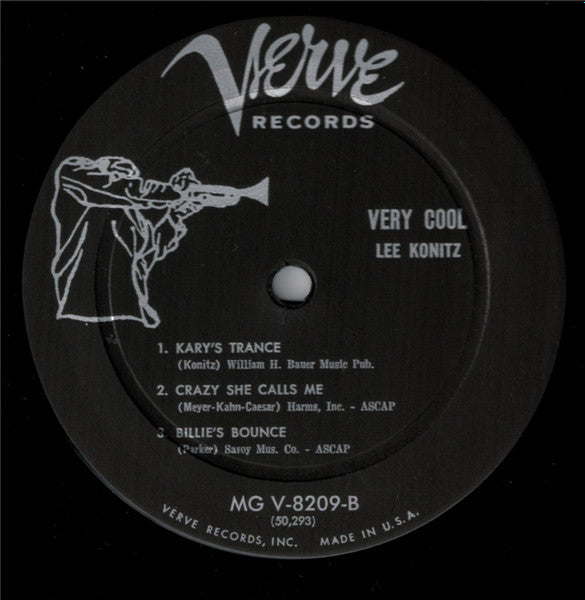 Verve
RECORDS
VERY COOL
LEE KONITZ
1. KARY'S TRANCE
(Konitz) William H. Bauer Music Pub.
2. CRAZY SHE CALLS ME
(Meyer-Kahn-Caesar) Harms, Inc. - ASCAP
3. BILLIE'S BOUNCE
(Parker) Savoy Mus. Co. - ASCAP
MG V-8209-B
(50,293)
VERVE RECORDS, INC. MADE IN U.S.A.